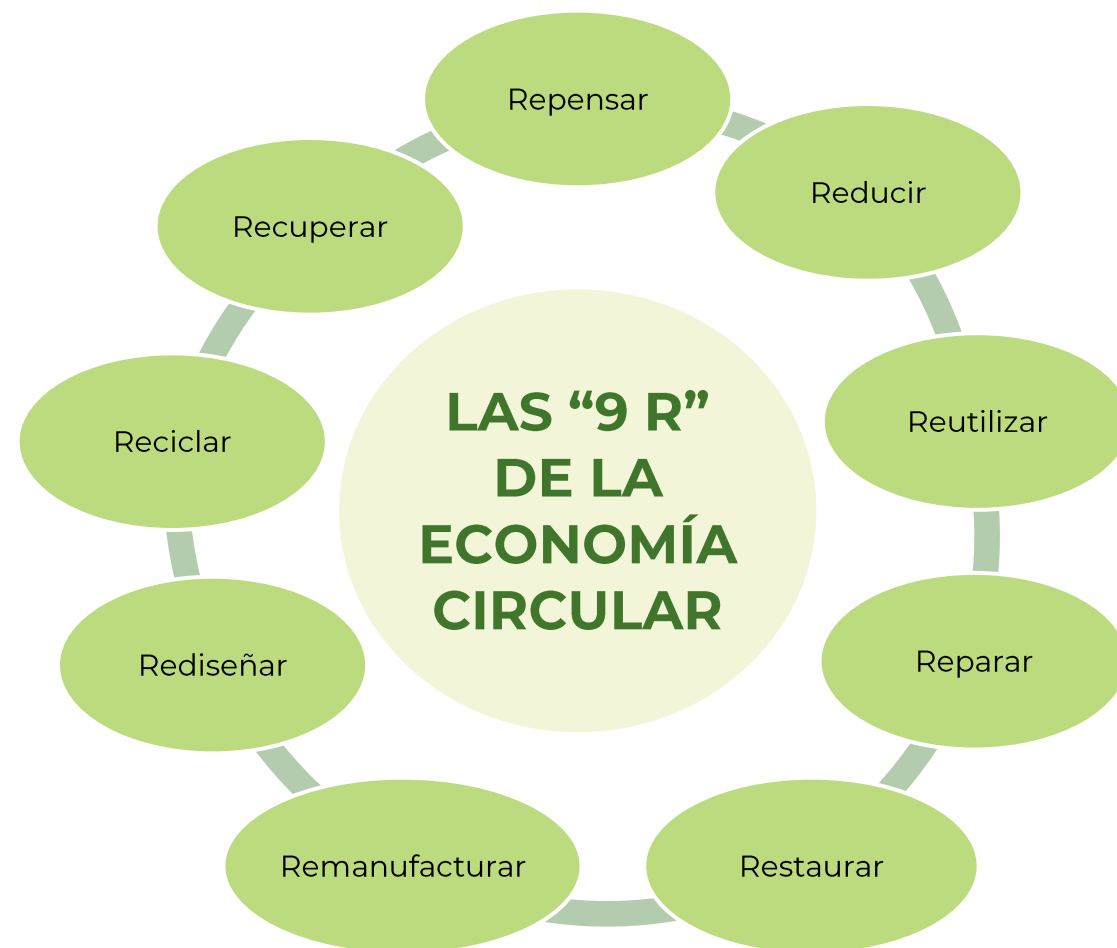 Repensar
Reducir
Reutilizar
Reparar
Restaurar
Remanufacturar
Rediseñar
Reciclar
Recuperar
LAS “9 R”
DE LA
ECONOMÍA
CIRCULAR